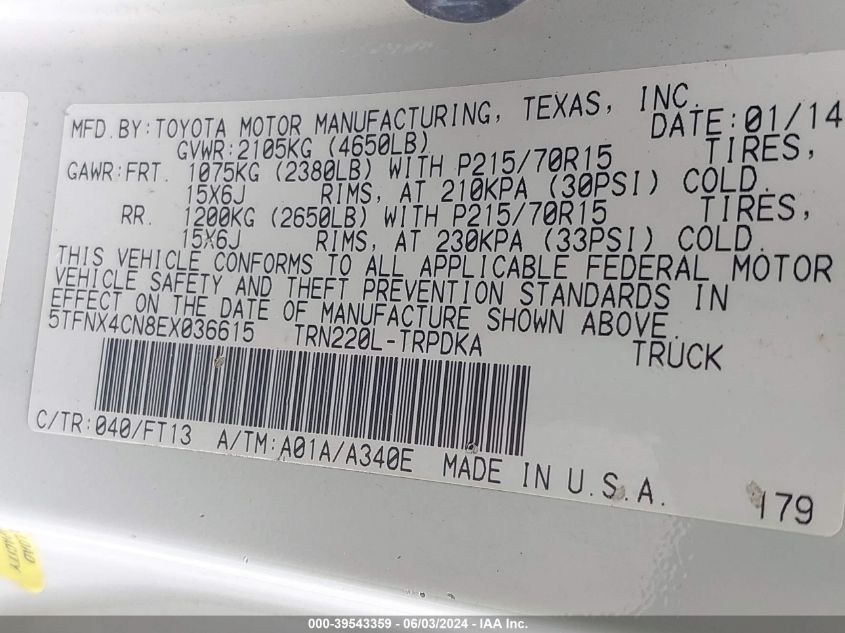 MFD. BY: TOYOTA MOTOR MANUFACTURING, TEXAS, INC.
DATE: 01/14
GVWR: 2105KG (4650LB)
GAWR: FRT. 1075KG (2380LB) WITH P215/70R15 TIRES,
15X6J RIMS, AT 210KPA (30PSI) COLD.
RR. 1200KG (2650LB) WITH P215/70R15 TIRES,
15X6J RIMS, AT 230KPA (33PSI) COLD.
THIS VEHICLE CONFORMS TO ALL APPLICABLE FEDERAL MOTOR
VEHICLE SAFETY AND THEFT PREVENTION STANDARDS IN
EFFECT ON THE DATE OF MANUFACTURE SHOWN ABOVE.
5TFNX4CN8EX036615 TRN220L-TRPDKA TRUCK
C/TR: 040/FT13 A/TM: A01A/A340E MADE IN U.S.A.
179
000-39543359 - 06/03/2024 - IAA Inc.